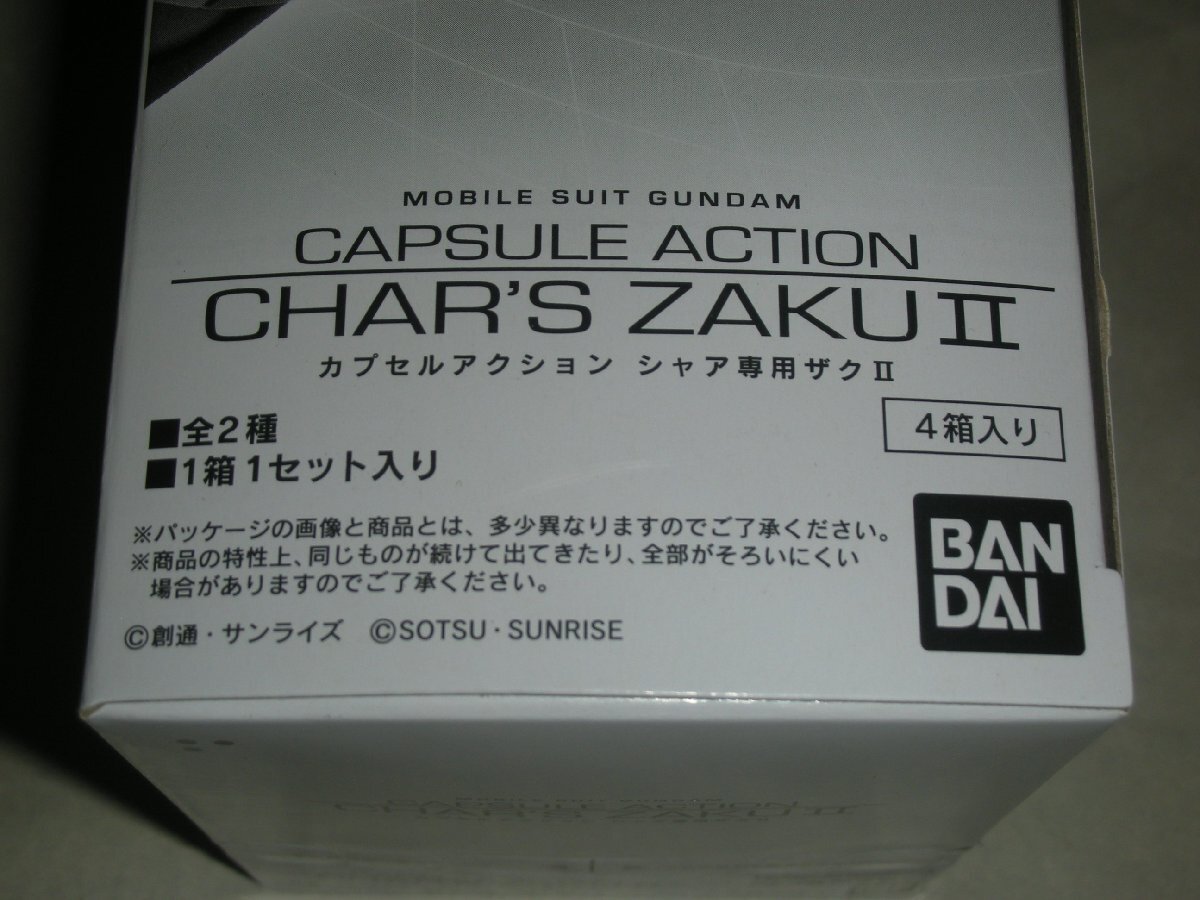 MOBILE SUIT GUNDAM
CAPSULE ACTION
CHAR'S ZAKU II
カプセルアクション シャア専用ザクⅡ
■全2種
■1箱1セット入り
4箱入り
※パッケージの画像と商品とは、多少異なりますのでご了承ください。
※商品の特性上、同じものが続けて出てきたり、全部がそろいにくい
場合がありますのでご了承ください。
©創通・サンライズ ©SOTSU・SUNRISE
BAN
DAI
CAPSULE ACTION
CHAR'S ZAKU II